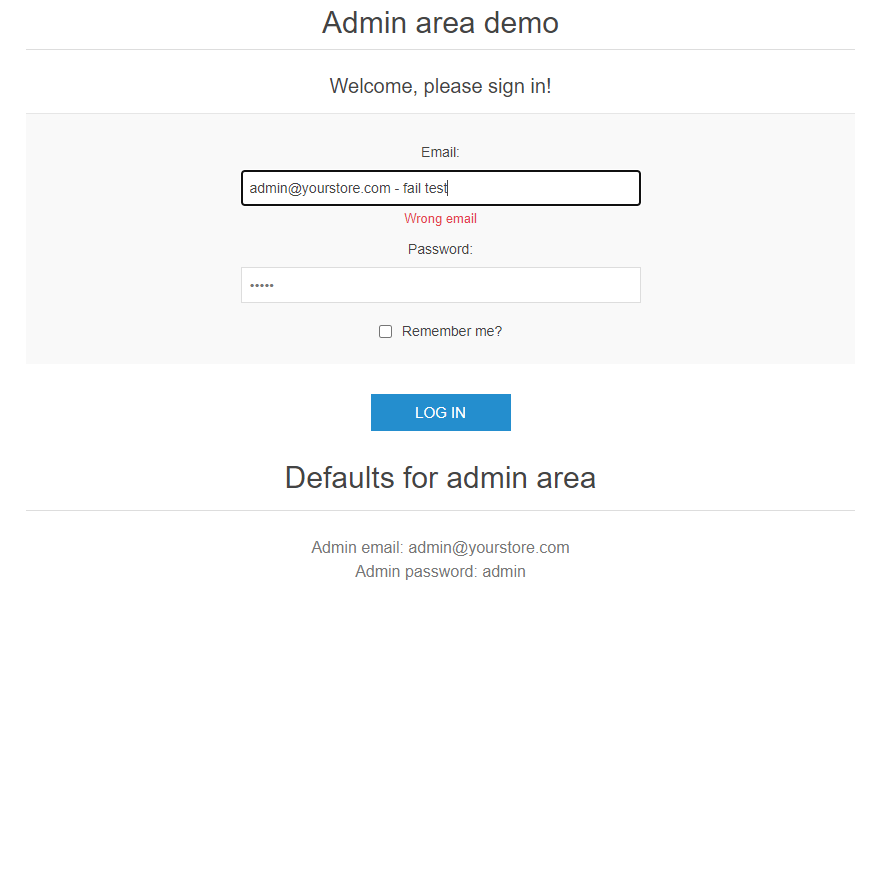 Admin area demo
Welcome, please sign in!
Email:
admin@yourstore.com - fail test
Wrong email
Password:
•••••
Remember me?
LOG IN
Defaults for admin area
Admin email: admin@yourstore.com
Admin password: admin